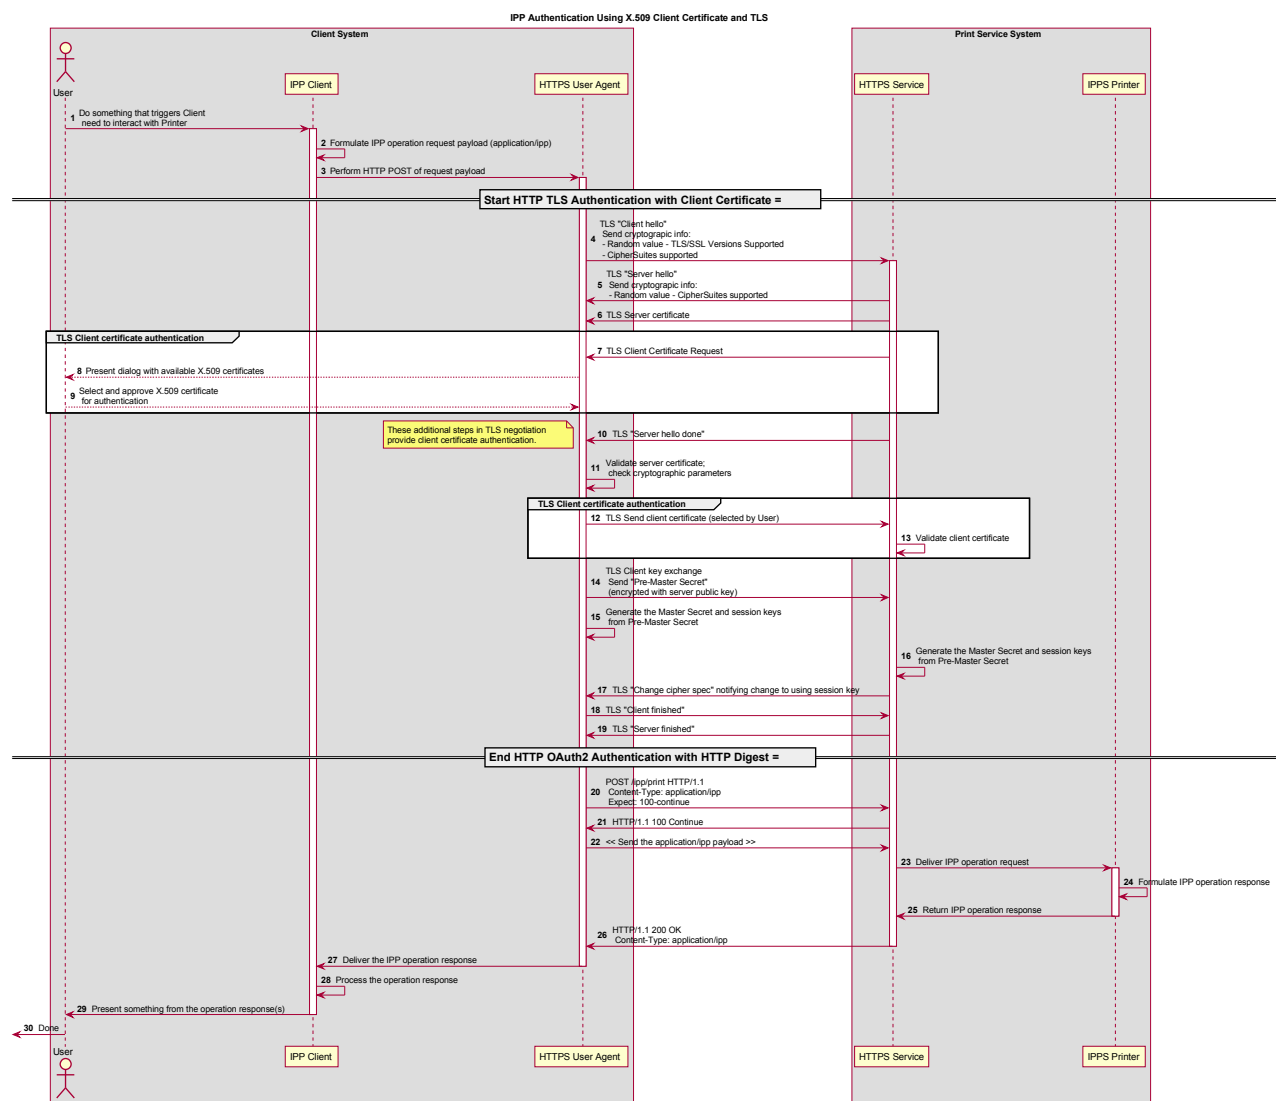 IPP Authentication Using X.509 Client Certificate and TLS
Client System
Print Service System
User
IPP Client
HTTPS User Agent
HTTPS Service
IPPS Printer
1 Do something that triggers Client
need to interact with Printer
2 Formulate IPP operation request payload (application/ipp)
3 Perform HTTP POST of request payload
Start HTTP TLS Authentication with Client Certificate =
TLS "Client hello"
4 Send cryptograpic info:
- Random value - TLS/SSL Versions Supported
- CipherSuites supported
TLS "Server hello"
5 Send cryptograpic info:
- Random value - CipherSuites supported
6 TLS Server certificate
TLS Client certificate authentication
7 TLS Client Certificate Request
8 Present dialog with available X.509 certificates
9 Select and approve X.509 certificate
for authentication
These additional steps in TLS negotiation
provide client certificate authentication.
10 TLS "Server hello done"
11 Validate server certificate;
check cryptographic parameters
TLS Client certificate authentication
12 TLS Send client certificate (selected by User)
13 Validate client certificate
TLS Client key exchange
14 Send "Pre-Master Secret"
(encrypted with server public key)
15 Generate the Master Secret and session keys
from Pre-Master Secret
16 Generate the Master Secret and session keys
from Pre-Master Secret
17 TLS "Change cipher spec" notifying change to using session key
18 TLS "Client finished"
19 TLS "Server finished"
End HTTP OAuth2 Authentication with HTTP Digest =
POST /ipp/print HTTP/1.1
20 Content-Type: application/ipp
Expect: 100-continue
21 HTTP/1.1 100 Continue
22 << Send the application/ipp payload >>
23 Deliver IPP operation request
24 Formulate IPP operation response
25 Return IPP operation response
26 HTTP/1.1 200 OK
Content-Type: application/ipp
27 Deliver the IPP operation response
28 Process the operation response
29 Present something from the operation response(s)
30 Done
User
IPP Client
HTTPS User Agent
HTTPS Service
IPPS Printer